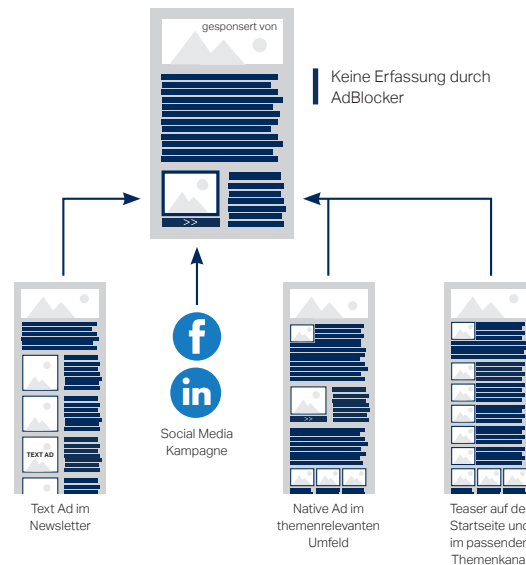 gesponsert von
Keine Erfassung durch
AdBlocker
>>
f
in
Social Media
Kampagne
TEXT AD
>>
Text Ad im
Newsletter
Native Ad im
themenrelevanten
Umfeld
Teaser auf de
Startseite und
im passenden
Themenkana